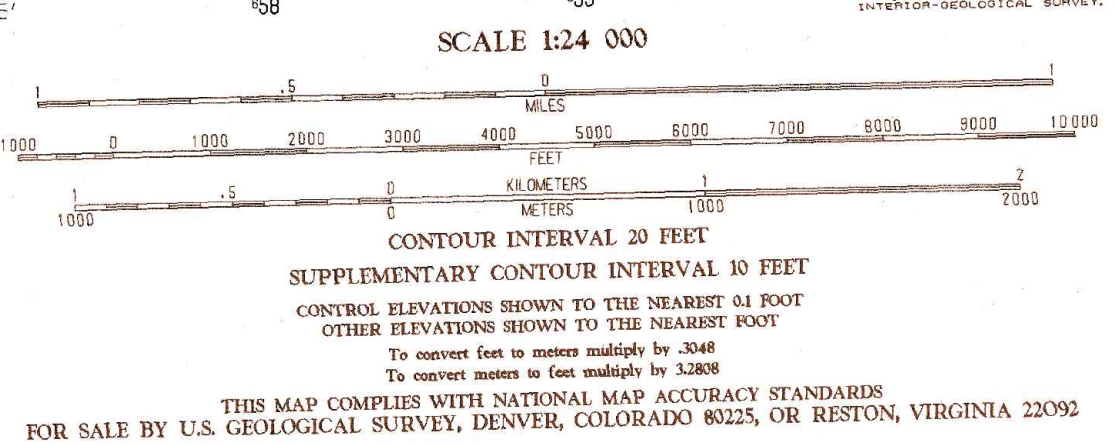 ⁶58
INTERIOR-GEOLOGICAL SURVEY.
SCALE 1:24 000
1 .5 0 1
MILES
1000 0 1000 2000 3000 4000 5000 6000 7000 8000 9000 10 000
FEET
1 .5 0 KILOMETERS 1 2
1000 0 METERS 1000 2000
CONTOUR INTERVAL 20 FEET
SUPPLEMENTARY CONTOUR INTERVAL 10 FEET
CONTROL ELEVATIONS SHOWN TO THE NEAREST 0.1 FOOT
OTHER ELEVATIONS SHOWN TO THE NEAREST FOOT
To convert feet to meters multiply by .3048
To convert meters to feet multiply by 3.2808
THIS MAP COMPLIES WITH NATIONAL MAP ACCURACY STANDARDS
FOR SALE BY U.S. GEOLOGICAL SURVEY, DENVER, COLORADO 80225, OR RESTON, VIRGINIA 22092